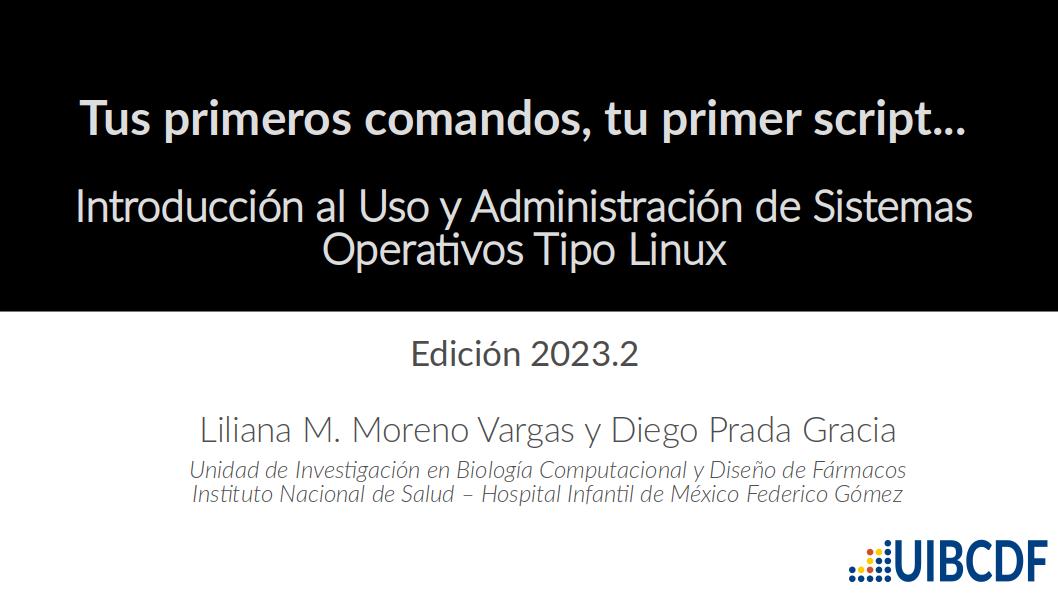 Tus primeros comandos, tu primer script...
Introducción al Uso y Administración de Sistemas
Operativos Tipo Linux
Edición 2023.2
Liliana M. Moreno Vargas y Diego Prada Gracia
Unidad de Investigación en Biología Computacional y Diseño de Fármacos
Instituto Nacional de Salud – Hospital Infantil de México Federico Gómez
UIBCDF